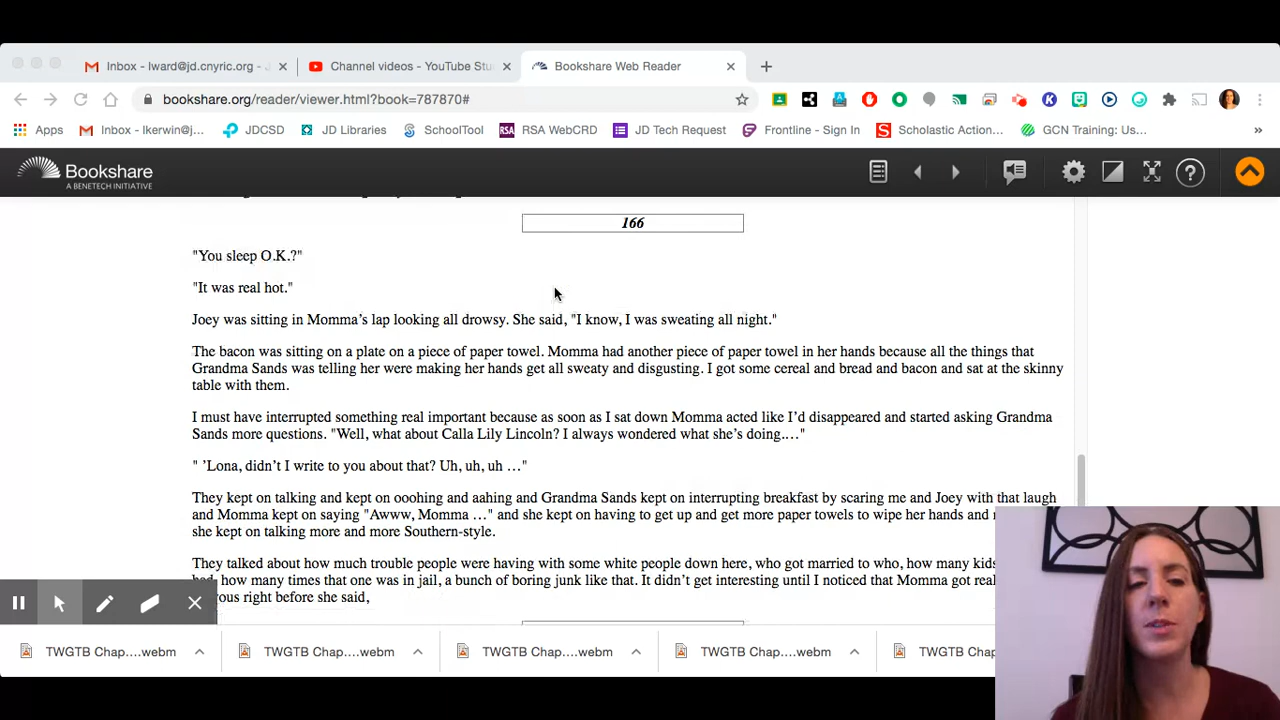 Inbox - lward@jd.cnyric.org -
Channel videos - YouTube Stu
Bookshare Web Reader
bookshare.org/reader/viewer.html?book=787870#
Apps
Inbox - lkerwin@j…
JDCSD
JD Libraries
SchoolTool
RSA
RSA WebCRD
JD Tech Request
Frontline - Sign In
Scholastic Action…
GCN Training: Us…
Bookshare
A BENETECH INITIATIVE
166
"You sleep O.K.?"
"It was real hot."
Joey was sitting in Momma's lap looking all drowsy. She said, "I know, I was sweating all night."
The bacon was sitting on a plate on a piece of paper towel. Momma had another piece of paper towel in her hands because all the things that
Grandma Sands was telling her were making her hands get all sweaty and disgusting. I got some cereal and bread and bacon and sat at the skinny
table with them.
I must have interrupted something real important because as soon as I sat down Momma acted like I'd disappeared and started asking Grandma
Sands more questions. "Well, what about Calla Lily Lincoln? I always wondered what she's doing.…"
" 'Lona, didn't I write to you about that? Uh, uh, uh …"
They kept on talking and kept on ooohing and aahing and Grandma Sands kept on interrupting breakfast by scaring me and Joey with that laugh
and Momma kept on saying "Awww, Momma …" and she kept on having to get up and get more paper towels to wipe her hands and
she kept on talking more and more Southern-style.
They talked about how much trouble people were having with some white people down here, who got married to who, how many kids
how many times that one was in jail, a bunch of boring junk like that. It didn't get interesting until I noticed that Momma got real
right before she said,
TWGTB Chap….webm
TWGTB Chap….webm
TWGTB Chap….webm
TWGTB Chap….webm
TWGTB Chap